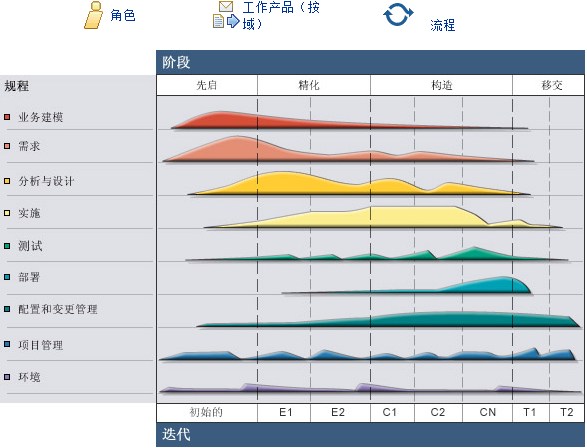 角色
工作产品（按
域）
流程
阶段
规程
先启 精化 构造 移交
业务建模
需求
分析与设计
实施
测试
部署
配置和变更管理
项目管理
环境
初始的 E1 E2 C1 C2 CN T1 T2
迭代